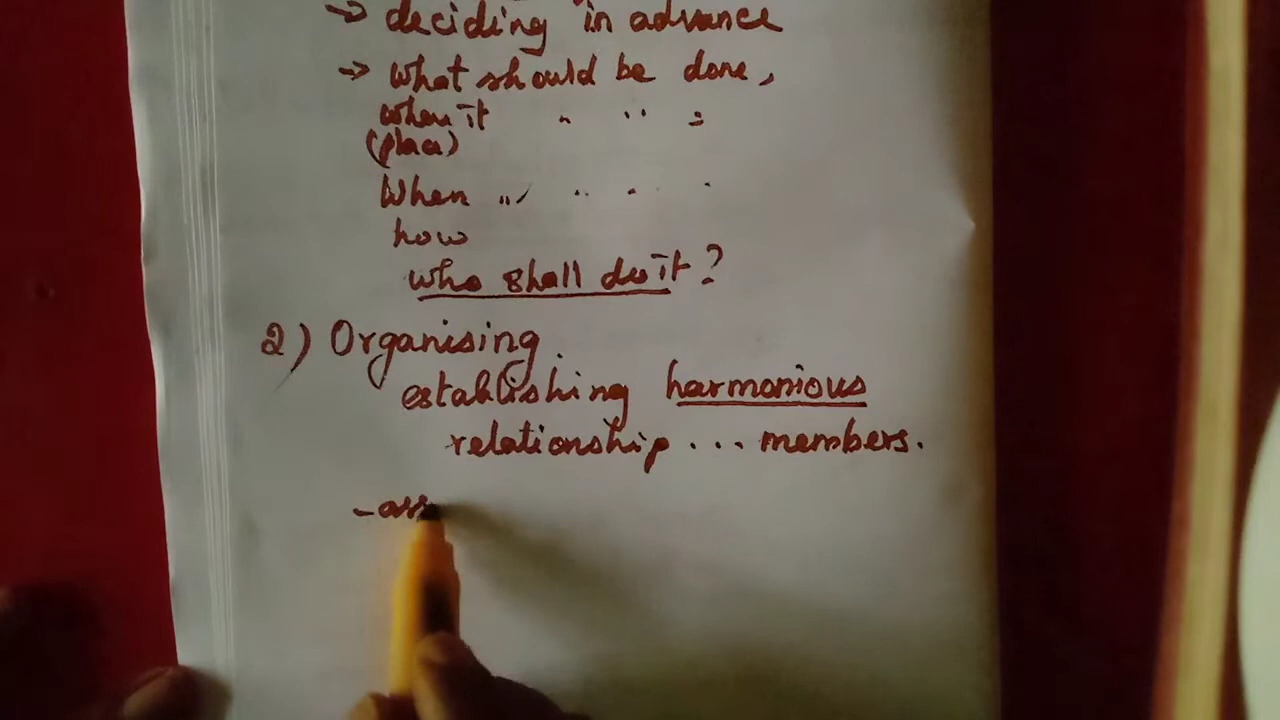 → deciding in advance
→ What should be done,
when it " " "
(place)
When " " " "
how
who shall do it?
2) Organising
establishing harmonious
relationship ... members.